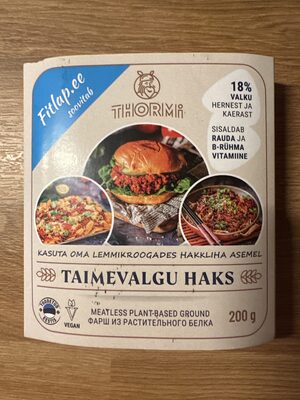 Fitlap.ee
soovitab
THORMi
18%
VALKU
HERNEST JA
KAERAST
SISALDAB
RAUDA JA
B-RÜHMA
VITAMIINE
KASUTA OMA LEMMIKROOGADES HAKKLIHA ASEMEL
TAIMEVALGU HAKS
VEGAN
MEATLESS PLANT-BASED GROUND
ФАРШ ИЗ РАСТИТЕЛЬНОГО БЕЛКА
200 g